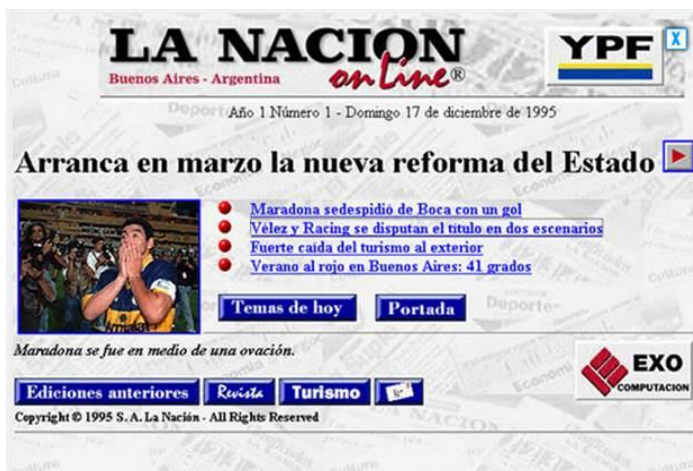 LA NACION
on Line®
Buenos Aires - Argentina
YPF
X
Año 1 Número 1 - Domingo 17 de diciembre de 1995
Arranca en marzo la nueva reforma del Estado
Maradona sedespidió de Boca con un gol
Vélez y Racing se disputan el título en dos escenarios
Fuerte caída del turismo al exterior
Verano al rojo en Buenos Aires: 41 grados
Temas de hoy
Portada
Maradona se fue en medio de una ovación.
EXO
COMPUTACION
Ediciones anteriores
Revista
Turismo
Copyright © 1995 S. A. La Nación - All Rights Reserved